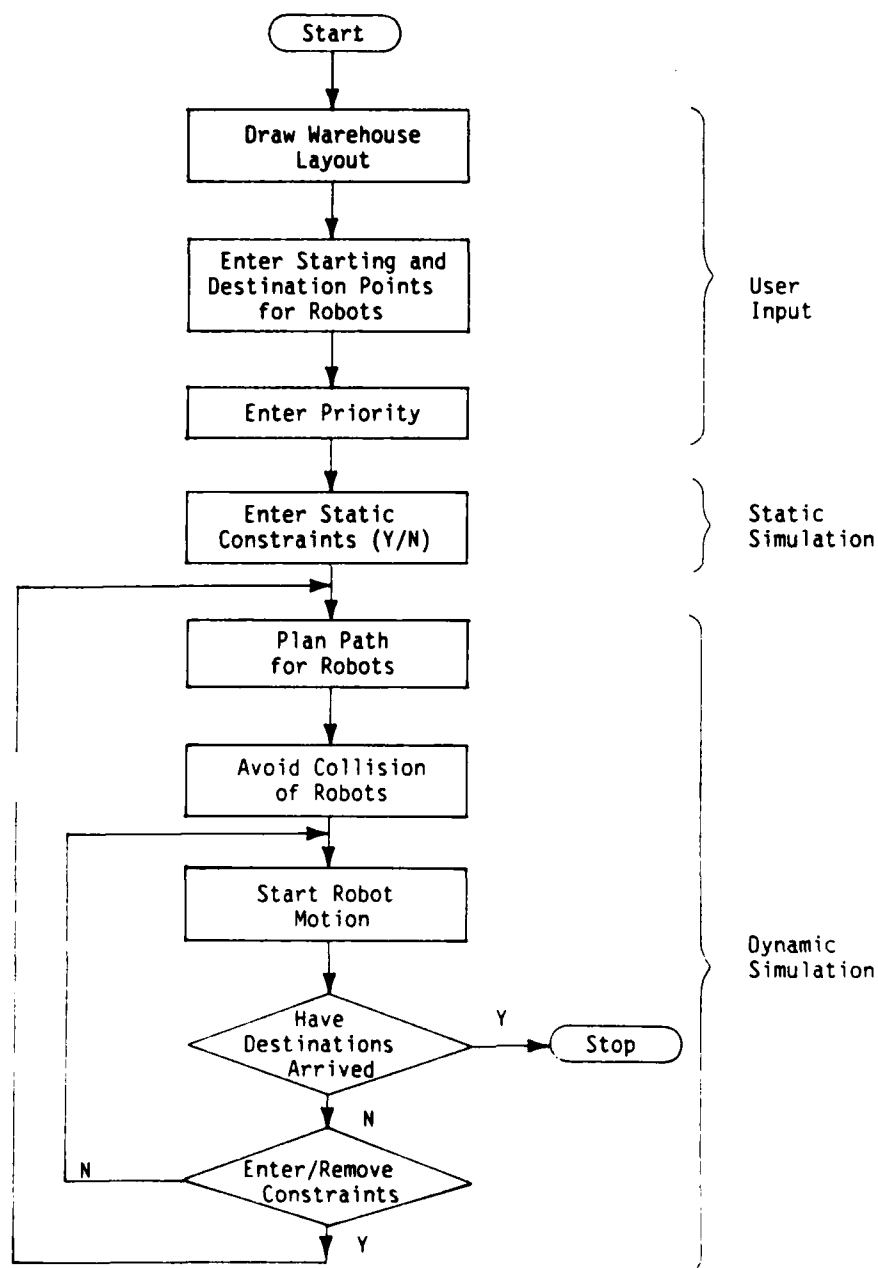 Start
Draw Warehouse
Layout
Enter Starting and
Destination Points
for Robots
User
Input
Enter Priority
Enter Static
Constraints (Y/N)
Static
Simulation
Plan Path
for Robots
Avoid Collision
of Robots
Start Robot
Motion
Dynamic
Simulation
Have
Destinations
Arrived
Y
Stop
N
Enter/Remove
Constraints
N
Y